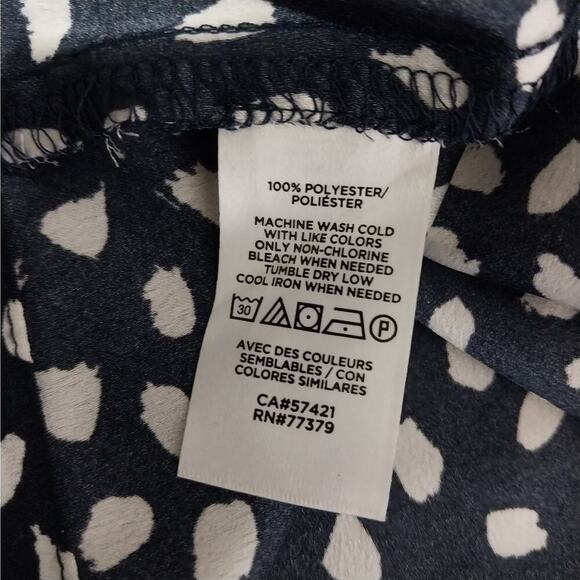 100% POLYESTER/
POLIÉSTER
MACHINE WASH COLD
WITH LIKE COLORS
ONLY NON-CHLORINE
BLEACH WHEN NEEDED
TUMBLE DRY LOW
COOL IRON WHEN NEEDED
30 P
AVEC DES COULEURS
SEMBLABLES / CON
COLORES SIMILARES
CA#57421
RN#77379